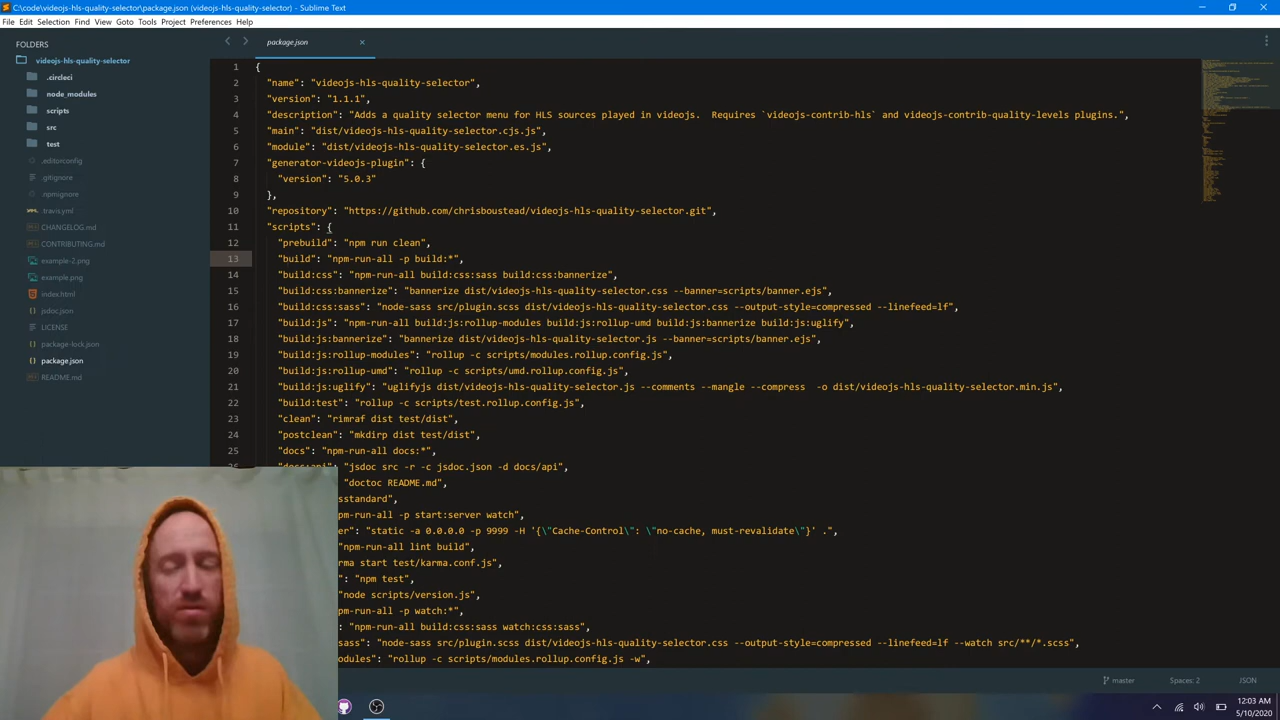 C:\code\videojs-hls-quality-selector\package.json (videojs-hls-quality-selector) - Sublime Text
File Edit Selection Find View Goto Tools Project Preferences Help
FOLDERS
videojs-hls-quality-selector
.circleci
node_modules
scripts
src
test
.editorconfig
.gitignore
.npmignore
.travis.yml
CHANGELOG.md
CONTRIBUTING.md
example-2.png
example.png
index.html
jsdoc.json
LICENSE
package-lock.json
package.json
README.md
package.json
1 {
2 "name": "videojs-hls-quality-selector",
3 "version": "1.1.1",
4 "description": "Adds a quality selector menu for HLS sources played in videojs.  Requires `videojs-contrib-hls` and videojs-contrib-quality-levels plugins.",
5 "main": "dist/videojs-hls-quality-selector.cjs.js",
6 "module": "dist/videojs-hls-quality-selector.es.js",
7 "generator-videojs-plugin": {
8 "version": "5.0.3"
9 },
10 "repository": "https://github.com/chrisboustead/videojs-hls-quality-selector.git",
11 "scripts": {
12 "prebuild": "npm run clean",
13 "build": "npm-run-all -p build:*",
14 "build:css": "npm-run-all build:css:sass build:css:bannerize",
15 "build:css:bannerize": "bannerize dist/videojs-hls-quality-selector.css --banner=scripts/banner.ejs",
16 "build:css:sass": "node-sass src/plugin.scss dist/videojs-hls-quality-selector.css --output-style=compressed --linefeed=lf",
17 "build:js": "npm-run-all build:js:rollup-modules build:js:rollup-umd build:js:bannerize build:js:uglify",
18 "build:js:bannerize": "bannerize dist/videojs-hls-quality-selector.js --banner=scripts/banner.ejs",
19 "build:js:rollup-modules": "rollup -c scripts/modules.rollup.config.js",
20 "build:js:rollup-umd": "rollup -c scripts/umd.rollup.config.js",
21 "build:js:uglify": "uglifyjs dist/videojs-hls-quality-selector.js --comments --mangle --compress  -o dist/videojs-hls-quality-selector.min.js",
22 "build:test": "rollup -c scripts/test.rollup.config.js",
23 "clean": "rimraf dist test/dist",
24 "postclean": "mkdirp dist test/dist",
25 "docs": "npm-run-all docs:*",
"jsdoc src -r -c jsdoc.json -d docs/api",
"doctoc README.md",
sstandard",
pm-run-all -p start:server watch",
er": "static -a 0.0.0.0 -p 9999 -H '{\"Cache-Control\": \"no-cache, must-revalidate\"}' .",
"npm-run-all lint build",
rma start test/karma.conf.js",
": "npm test",
"node scripts/version.js",
pm-run-all -p watch:*",
: "npm-run-all build:css:sass watch:css:sass",
sass": "node-sass src/plugin.scss dist/videojs-hls-quality-selector.css --output-style=compressed --linefeed=lf --watch src/**/*.scss",
odules": "rollup -c scripts/modules.rollup.config.js -w",
master Spaces: 2 JSON
12:03 AM
5/10/2020